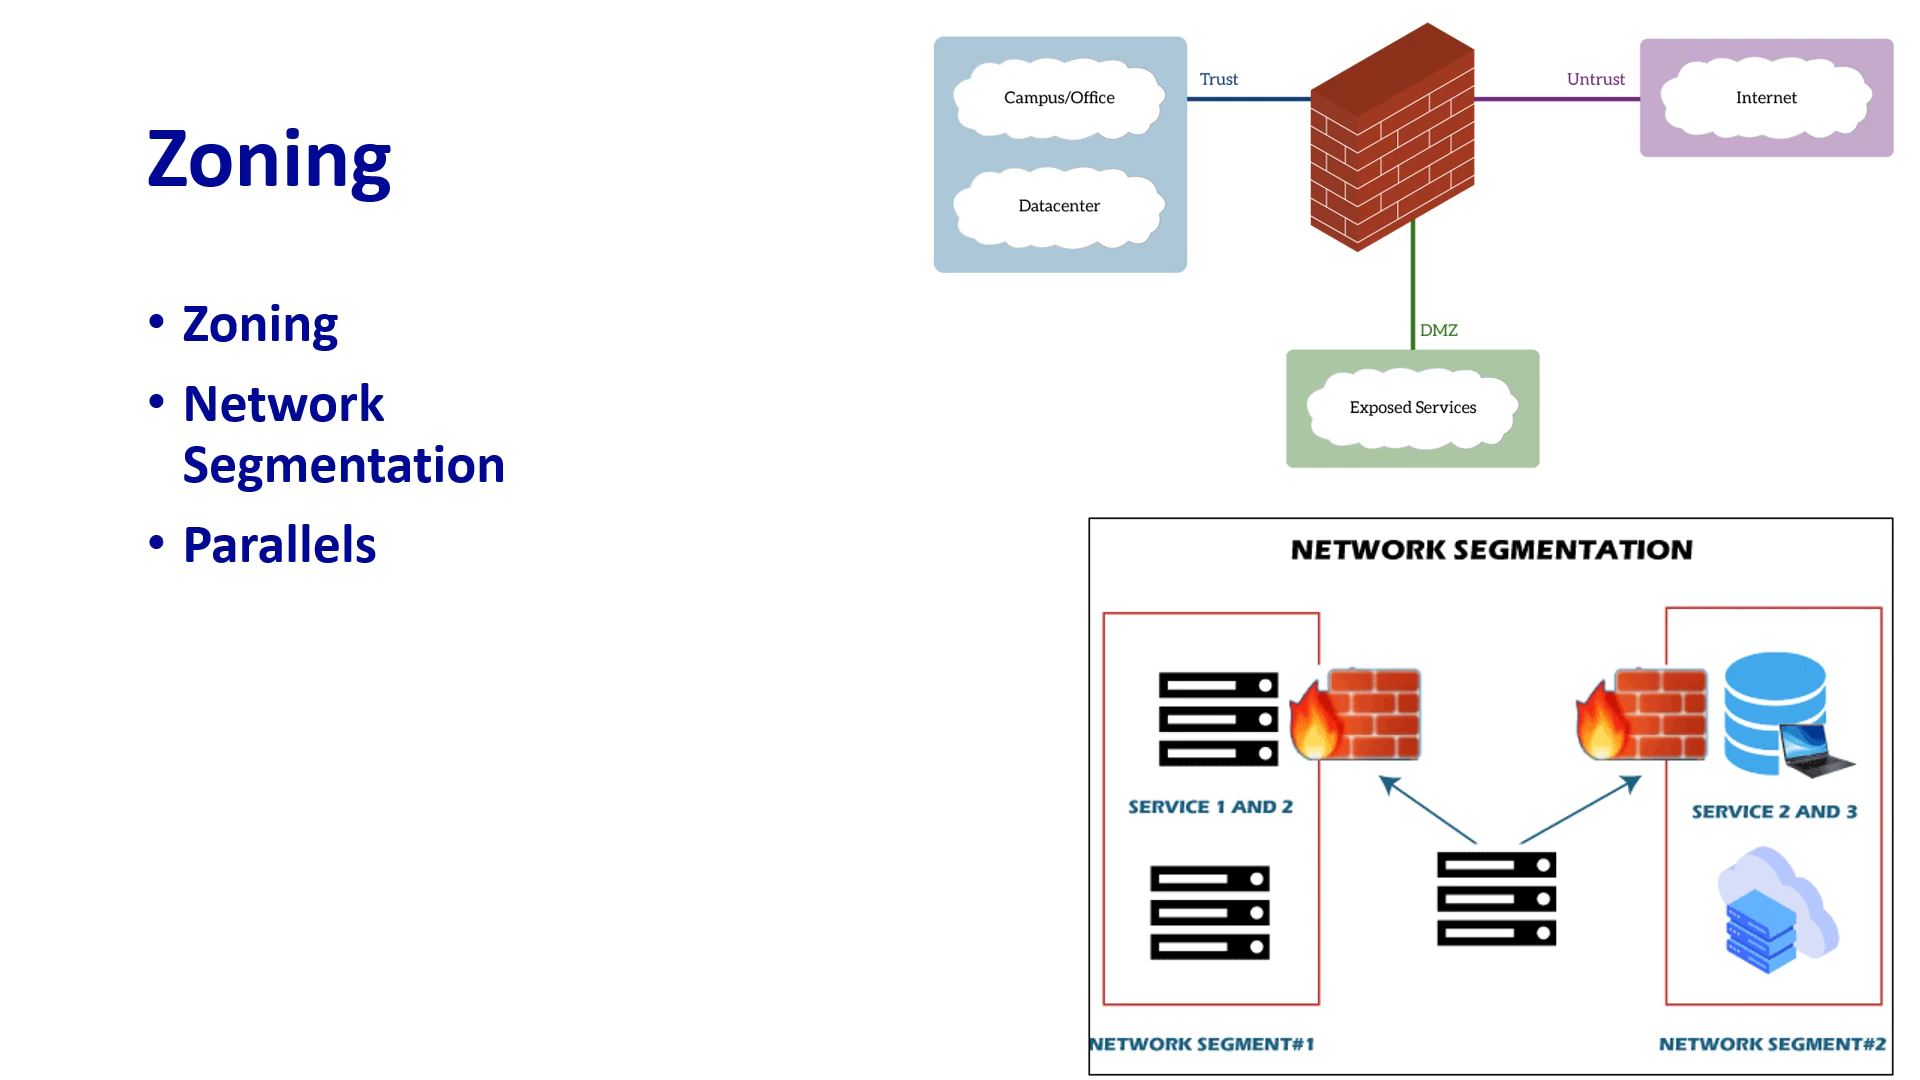 Zoning
• Zoning
• Network
Segmentation
• Parallels
Campus/Office
Datacenter
Trust
Untrust
Internet
DMZ
Exposed Services
NETWORK SEGMENTATION
SERVICE 1 AND 2
SERVICE 2 AND 3
NETWORK SEGMENT#1
NETWORK SEGMENT#2